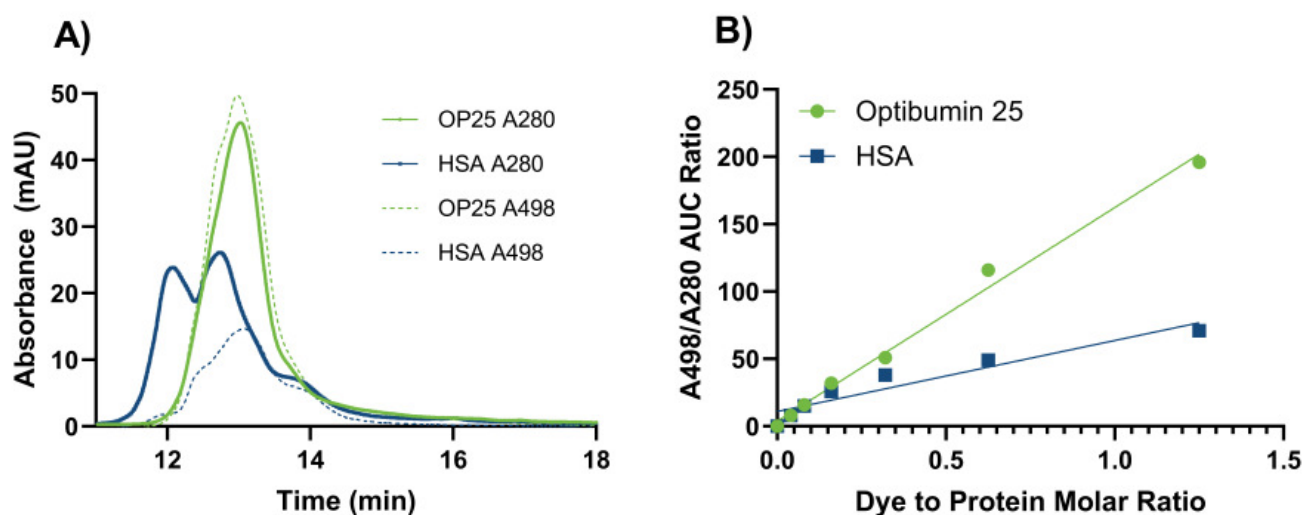 A)
50
40
30
20
10
0
12
14
16
18
Absorbance (mAU)
Time (min)
OP25 A280
HSA A280
OP25 A498
HSA A498
B)
250
200
150
100
50
0
0.0
0.5
1.0
1.5
A498/A280 AUC Ratio
Dye to Protein Molar Ratio
Optibumin 25
HSA